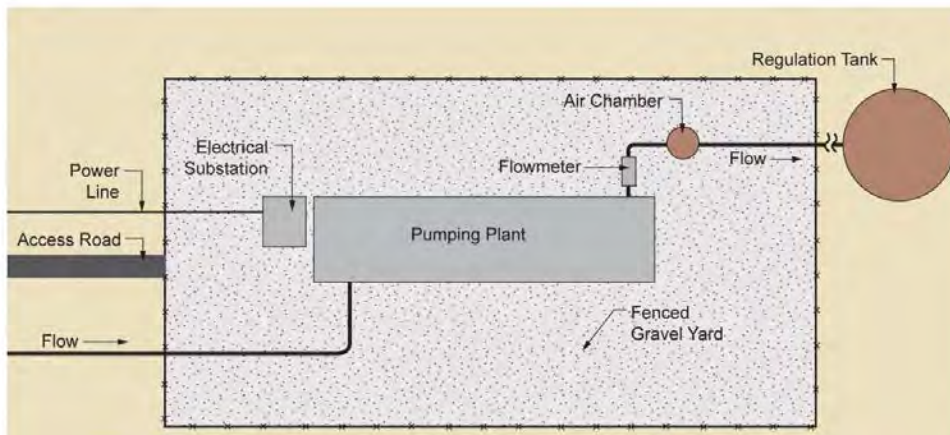 Regulation Tank
Air Chamber
Electrical
Substation
Flowmeter
Flow
Power
Line
Pumping Plant
Access Road
Fenced
Gravel Yard
Flow